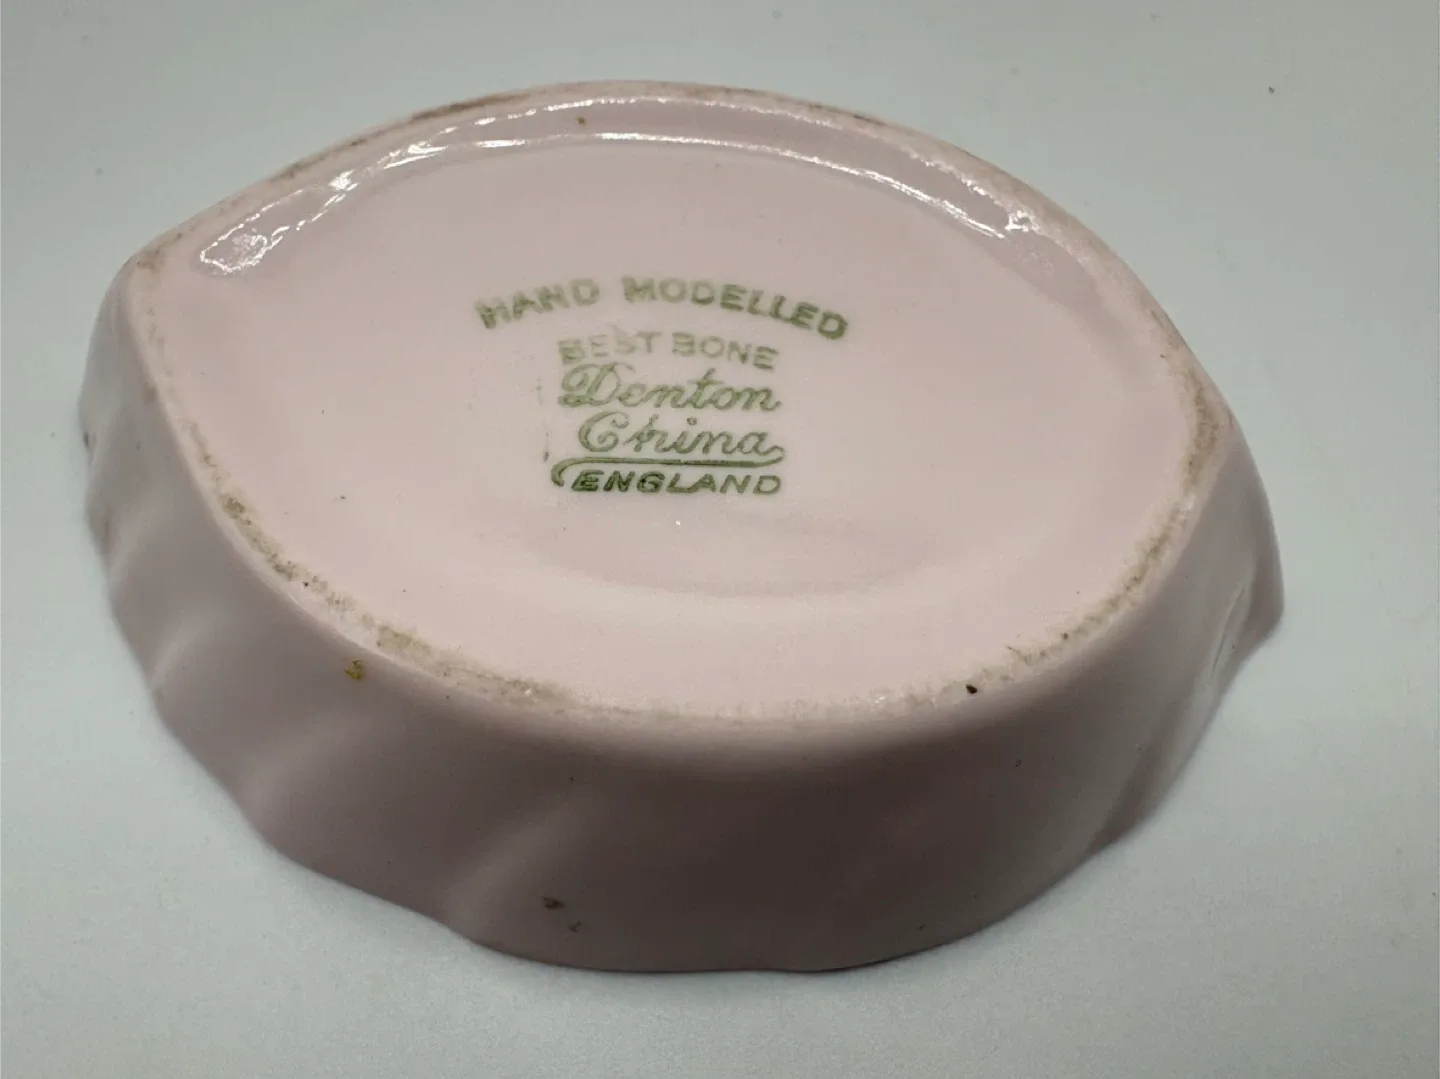 HAND MODELLED
BEST BONE
Denton
China
ENGLAND